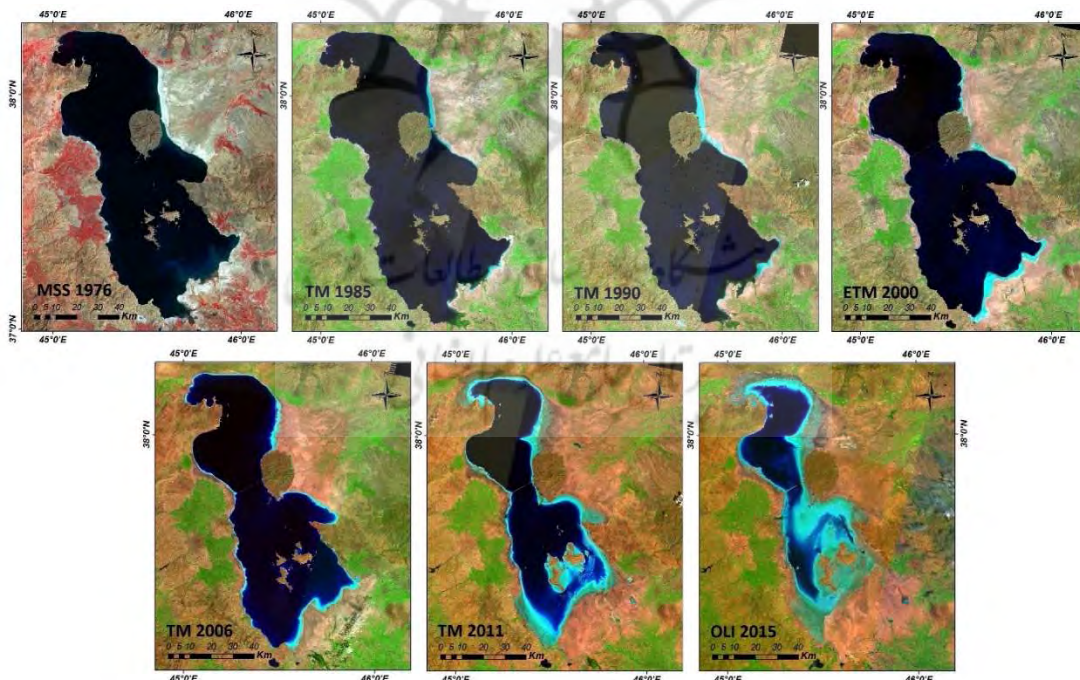 45°0'E 46°0'E 45°0'E 46°0'E 45°0'E 46°0'E 45°0'E 46°0'E
38°0'N 38°0'N 38°0'N 38°0'N
مطالعات
MSS 1976 TM 1985 TM 1990 ETM 2000
0 5 10 20 30 40 0 5 10 20 30 40 0 5 10 20 30 40 0 5 10 20 30 40
Km Km Km Km
37°0'N
45°0'E 46°0'E 45°0'E 46°0'E 45°0'E 46°0'E 46°0'E
45°0'E 46°0'E 45°0'E 46°0'E 45°0'E 46°0'E
38°0'N 38°0'N 38°0'N
TM 2006 TM 2011 OLI 2015
0 5 10 20 30 40 0 5 10 20 30 40 0 5 10 20 30 40
Km Km Km
45°0'E 46°0'E 45°0'E 46°0'E 45°0'E 46°0'E